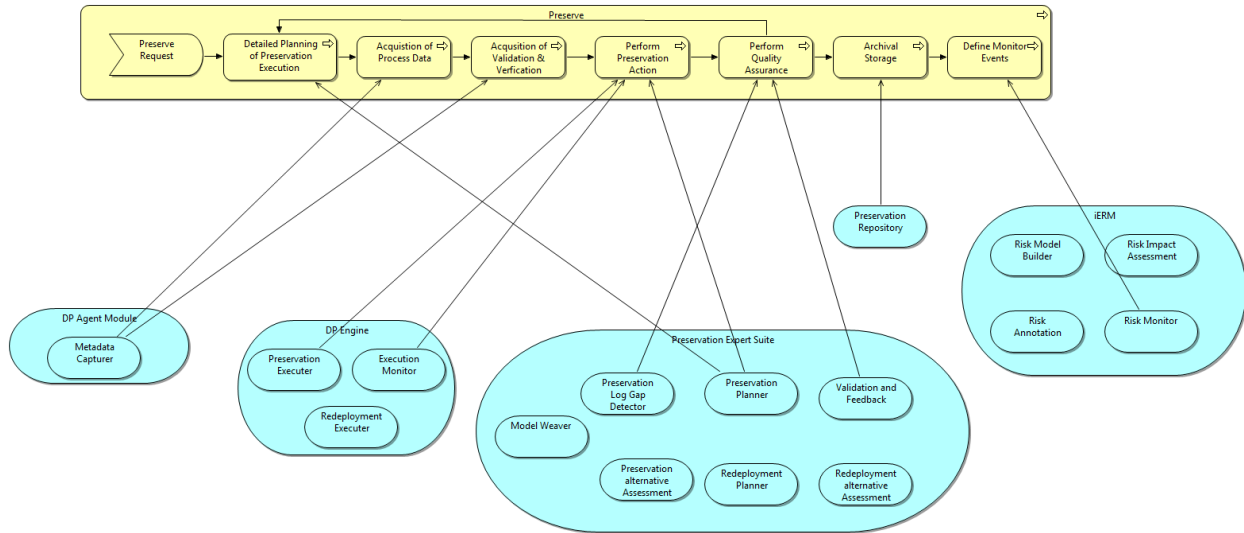 Preserve
Preserve
Request
Detailed Planning
of Preservation
Execution
Acquistion of
Process Data
Acqusition of
Validation &
Verfication
Perform
Preservation
Action
Perform
Quality
Assurance
Archival
Storage
Define Monitor
Events
Preservation
Repository
iERM
Risk Model
Builder
Risk Impact
Assessment
Risk
Annotation
Risk Monitor
DP Agent Module
Metadata
Capturer
DP Engine
Preservation
Executer
Execution
Monitor
Redeployment
Executer
Preservation Expert Suite
Preservation
Log Gap
Detector
Preservation
Planner
Validation and
Feedback
Model Weaver
Preservation
alternative
Assessment
Redeployment
Planner
Redeployment
alternative
Assessment